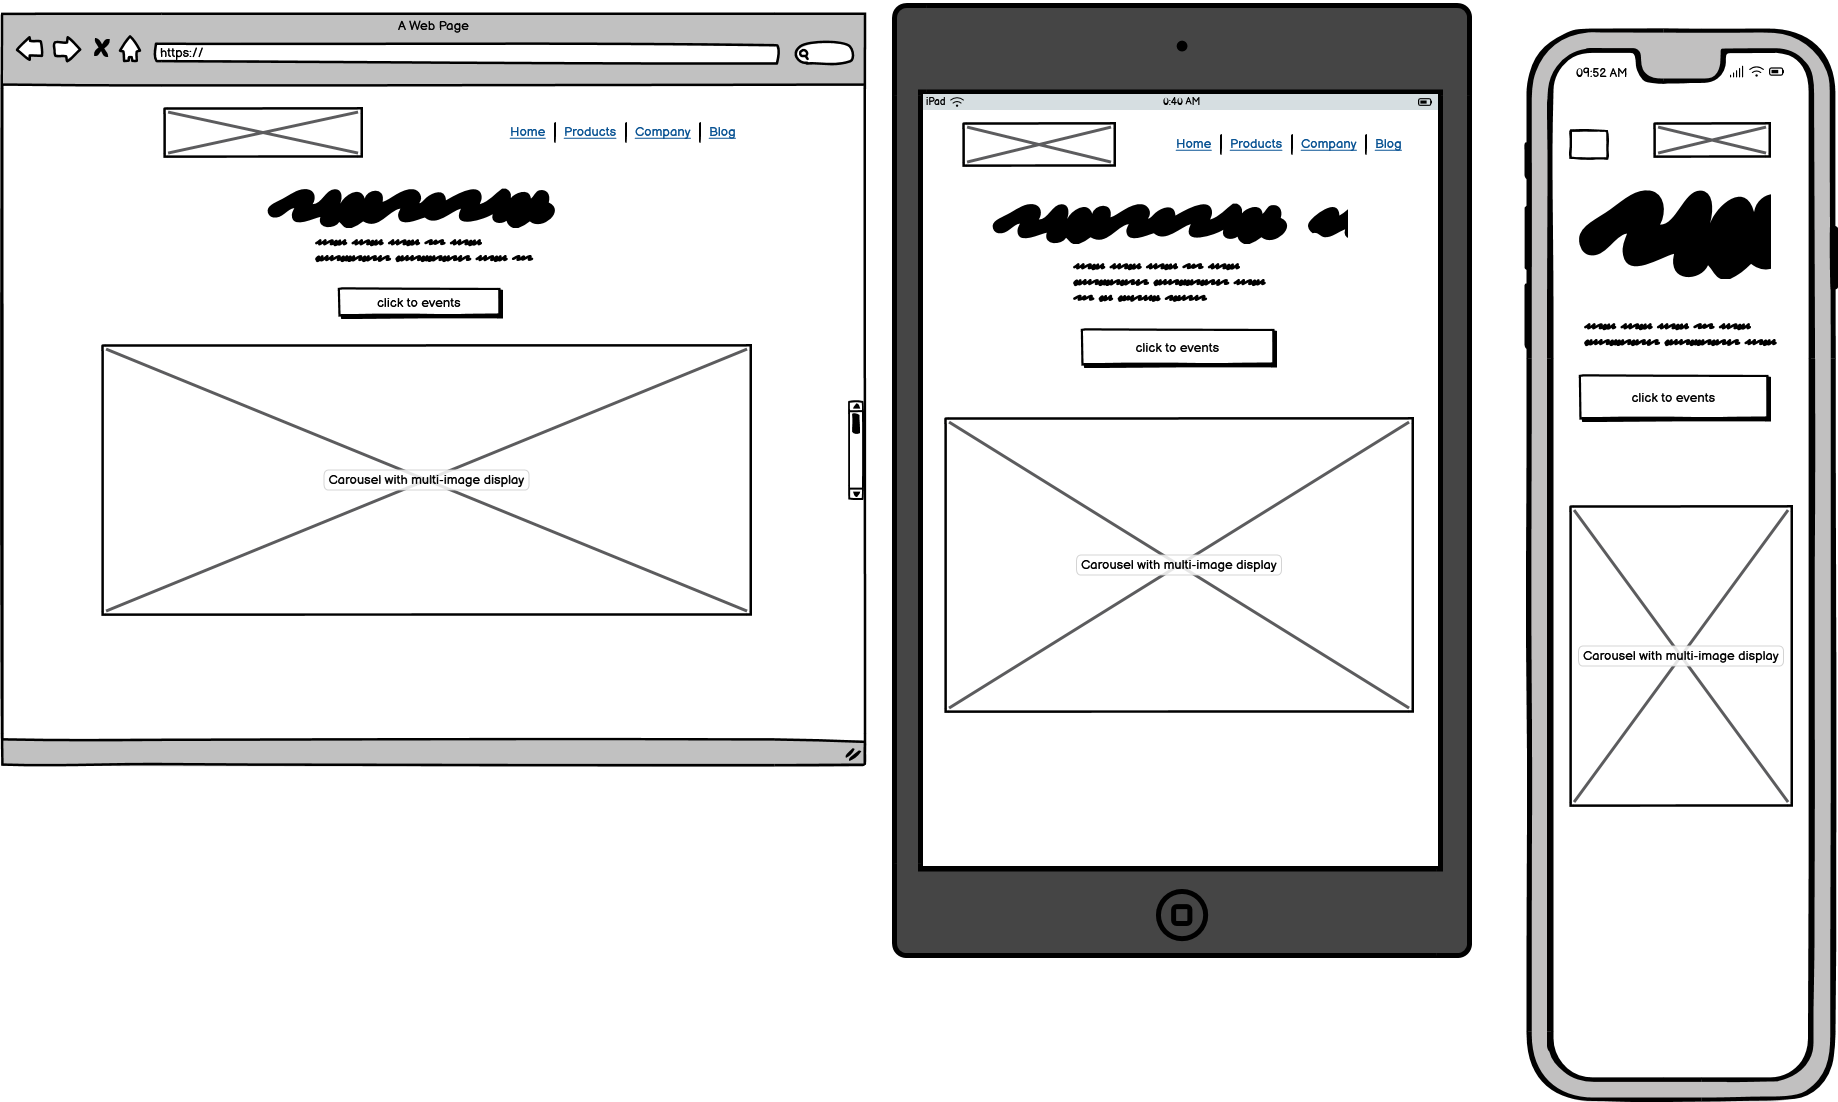 A Web Page
https://
Home Products Company Blog
click to events
Carousel with multi-image display
iPad 0:40 AM
Home Products Company Blog
click to events
Carousel with multi-image display
09:52 AM
click to events
Carousel with multi-image display